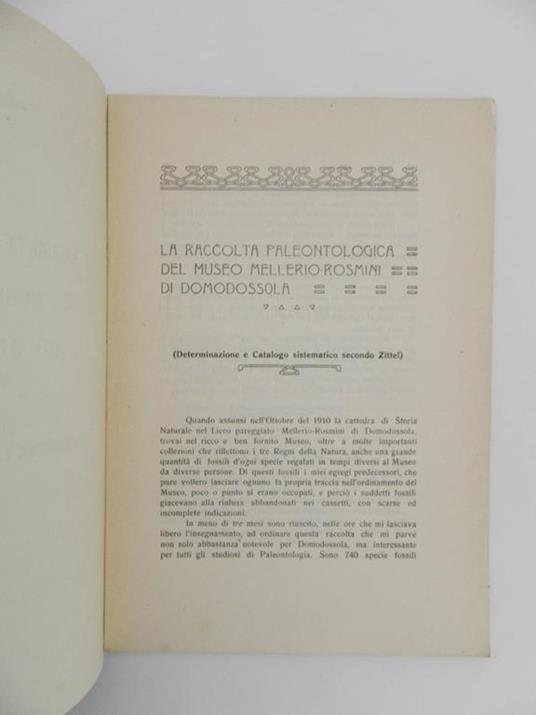 LA RACCOLTA PALEONTOLOGICA
DEL MUSEO MELLERIO-ROSMINI
DI DOMODOSSOLA
(Determinazione e Catalogo sistematico secondo Zittel)
Quando assunsi nell'Ottobre del 1910 la cattedra di Storia
Naturale nel Liceo pareggiato Mellerio-Rosmini di Domodossola,
trovai nel ricco e ben fornito Museo, oltre a molte importanti
collezioni che riflettono i tre Regni della Natura, anche una grande
quantità di fossili d'ogni specie regalati in tempi diversi al Museo
da diverse persone. Di questi fossili i miei egregi predecessori, che
pure vollero lasciare ognuno la propria traccia nell'ordinamento del
Museo, poco o punto si erano occupati, e perciò i suddetti fossili
giacevano alla rinfusa abbandonati nei cassetti, con scarse ed
incomplete indicazioni.
In meno di tre mesi sono riuscito, nelle ore che mi lasciava
libero l'insegnamento, ad ordinare questa raccolta che mi parve
non solo abbastanza notevole per Domodossola, ma interessante
per tutti gli studiosi di Paleontologia. Sono 740 specie fossili